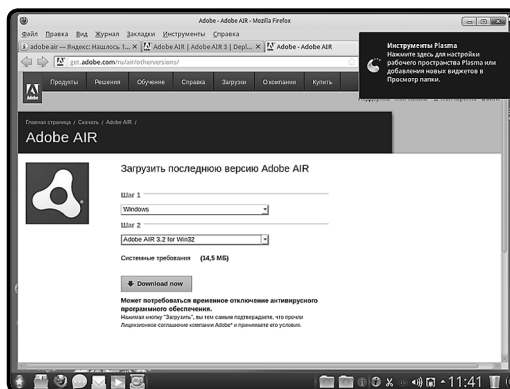 Adobe - Adobe AIR - Mozilla Firefox
Файл Правка Вид Журнал Закладки Инструменты Справка
adobe air — Яндекс: Нашлось 1...
Adobe AIR | Adobe AIR 3 | Depl...
Adobe - Adobe AIR
Инструменты Plasma
Нажмите здесь для настройки
рабочего пространства Plasma или
добавления новых виджетов в
Просмотр папки.
get.adobe.com/ru/air/otherversions/
Adobe
Продукты Решения Обучение Справка Загрузки О компании Купить
Главная страница / Скачать / Adobe AIR /
Adobe AIR
Загрузить последнюю версию Adobe AIR
Шаг 1
Windows
Шаг 2
Adobe AIR 3.2 for Win32
Системные требования (14,5 МБ)
Download now
Может потребоваться временное отключение антивирусного
программного обеспечения.
Нажимая кнопку "Загрузить", вы тем самым подтверждаете, что прочли
Лицензионное соглашение компании Adobe* и принимаете его условия.
11:41